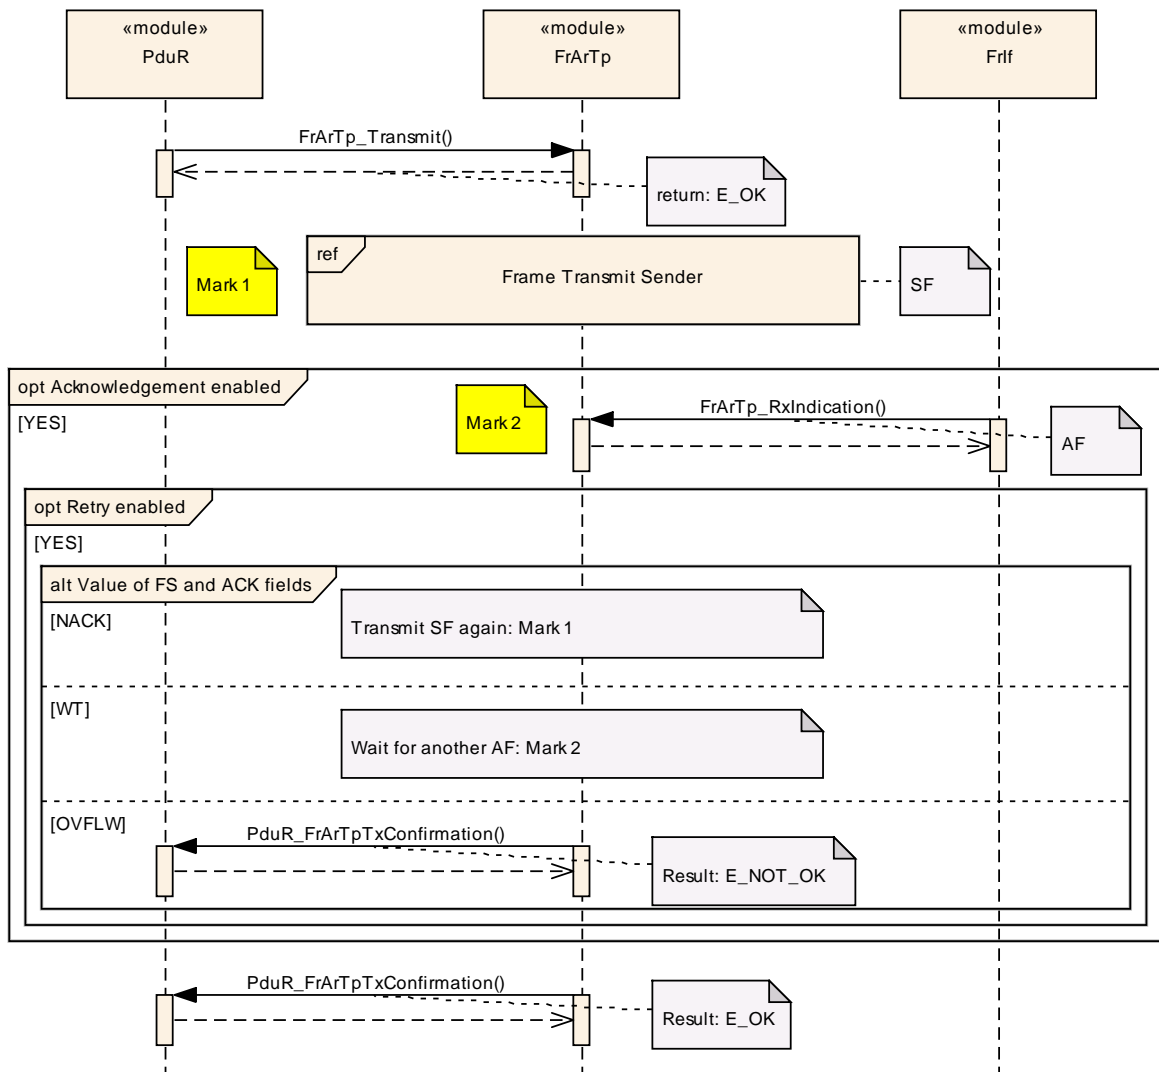 «module»
PduR
«module»
FrArTp
«module»
FrIf
FrArTp_Transmit()
return: E_OK
ref
Frame Transmit Sender
Mark 1
SF
opt Acknowledgement enabled
[YES]
Mark 2
FrArTp_RxIndication()
AF
opt Retry enabled
[YES]
alt Value of FS and ACK fields
[NACK]
Transmit SF again: Mark 1
[WT]
Wait for another AF: Mark 2
[OVFLW]
PduR_FrArTpTxConfirmation()
Result: E_NOT_OK
PduR_FrArTpTxConfirmation()
Result: E_OK